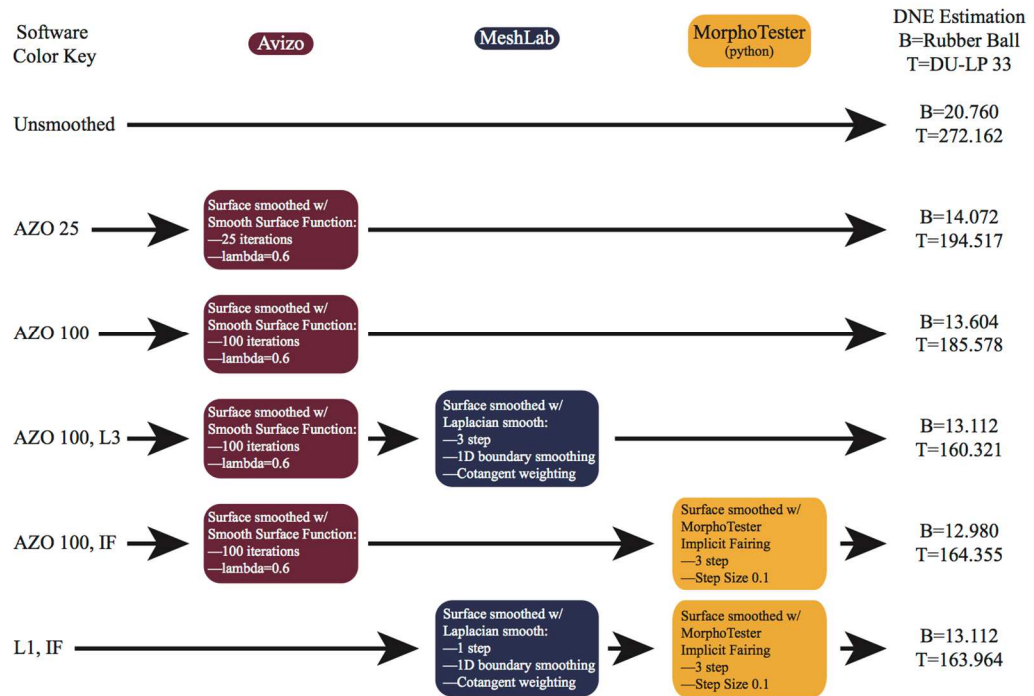 Software
Color Key
Avizo
MeshLab
MorphoTester
(python)
DNE Estimation
B=Rubber Ball
T=DU-LP 33
Unsmoothed
B=20.760
T=272.162
AZO 25
Surface smoothed w/
Smooth Surface Function:
—25 iterations
—lambda=0.6
B=14.072
T=194.517
AZO 100
Surface smoothed w/
Smooth Surface Function:
—100 iterations
—lambda=0.6
B=13.604
T=185.578
AZO 100, L3
Surface smoothed w/
Smooth Surface Function:
—100 iterations
—lambda=0.6
Surface smoothed w/
Laplacian smooth:
—3 step
—1D boundary smoothing
—Cotangent weighting
B=13.112
T=160.321
AZO 100, IF
Surface smoothed w/
Smooth Surface Function:
—100 iterations
—lambda=0.6
Surface smoothed w/
MorphoTester
Implicit Fairing
—3 step
—Step Size 0.1
B=12.980
T=164.355
L1, IF
Surface smoothed w/
Laplacian smooth:
—1 step
—1D boundary smoothing
—Cotangent weighting
Surface smoothed w/
MorphoTester
Implicit Fairing
—3 step
—Step Size 0.1
B=13.112
T=163.964